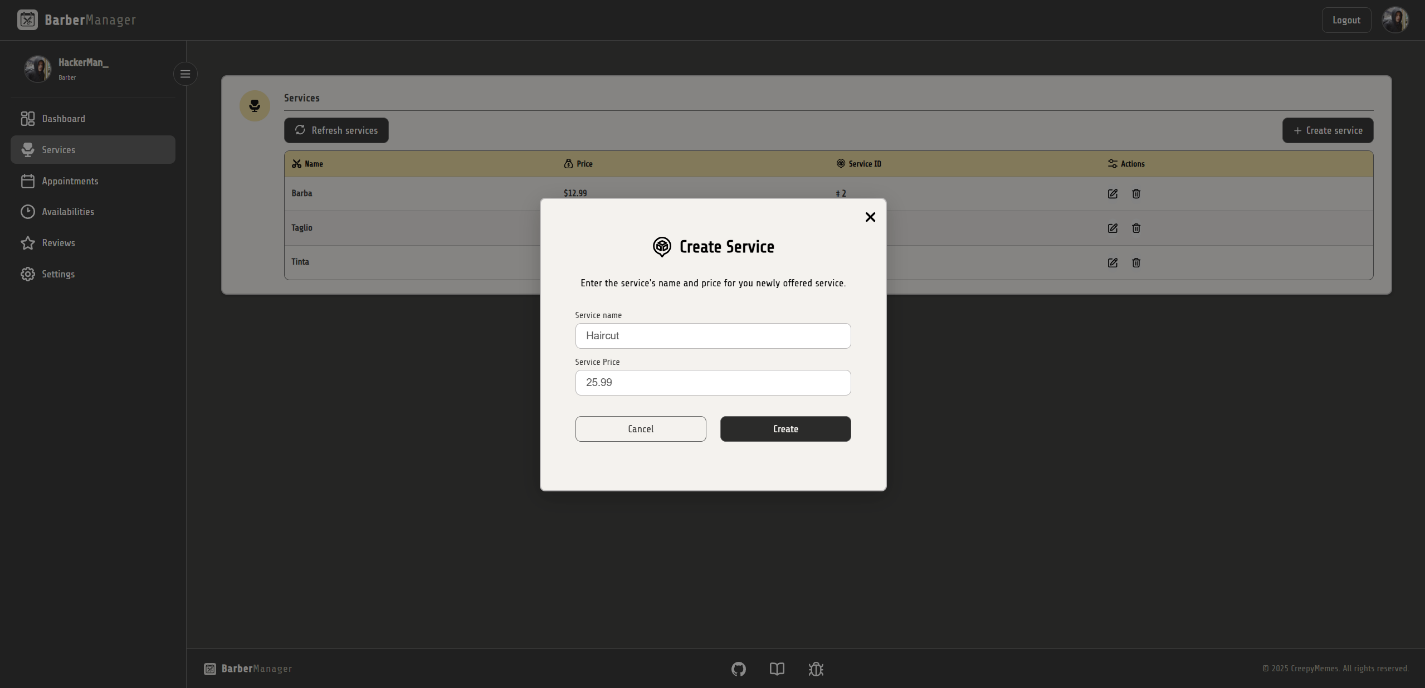 BarberManager
Logout
HackerMan_
Barber
Dashboard
Services
Appointments
Availabilities
Reviews
Settings
Services
Refresh services
+ Create service
Name Price Service ID Actions
Barba $12.99 # 2
Taglio
Tinta
Create Service
Enter the service's name and price for you newly offered service.
Service name
Haircut
Service Price
25.99
Cancel Create
BarberManager
© 2025 CreepyMemes. All rights reserved.